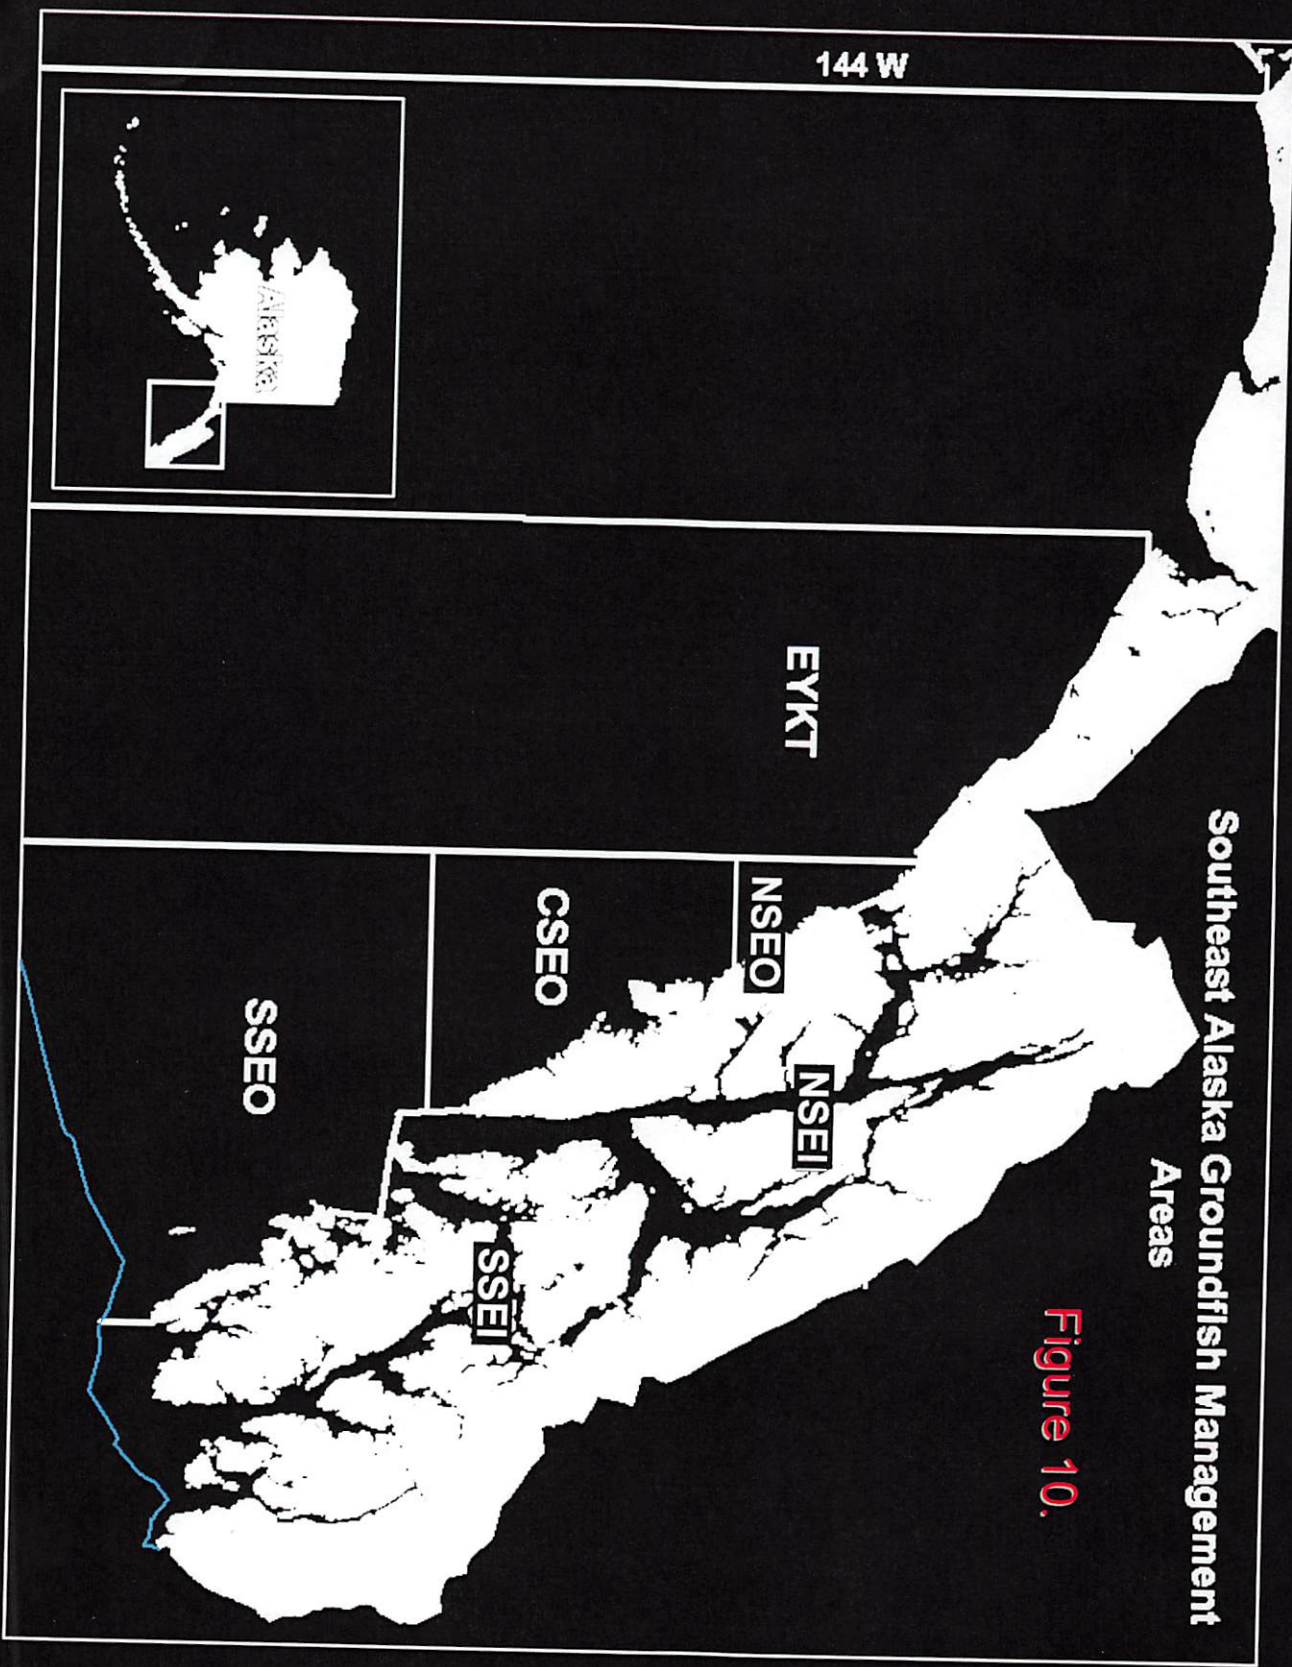 Southeast Alaska Groundfish Management
Areas
Figure 10.
144 W
EYKT
NSEO
NSEI
CSEO
SSEI
SSEO
Alaska